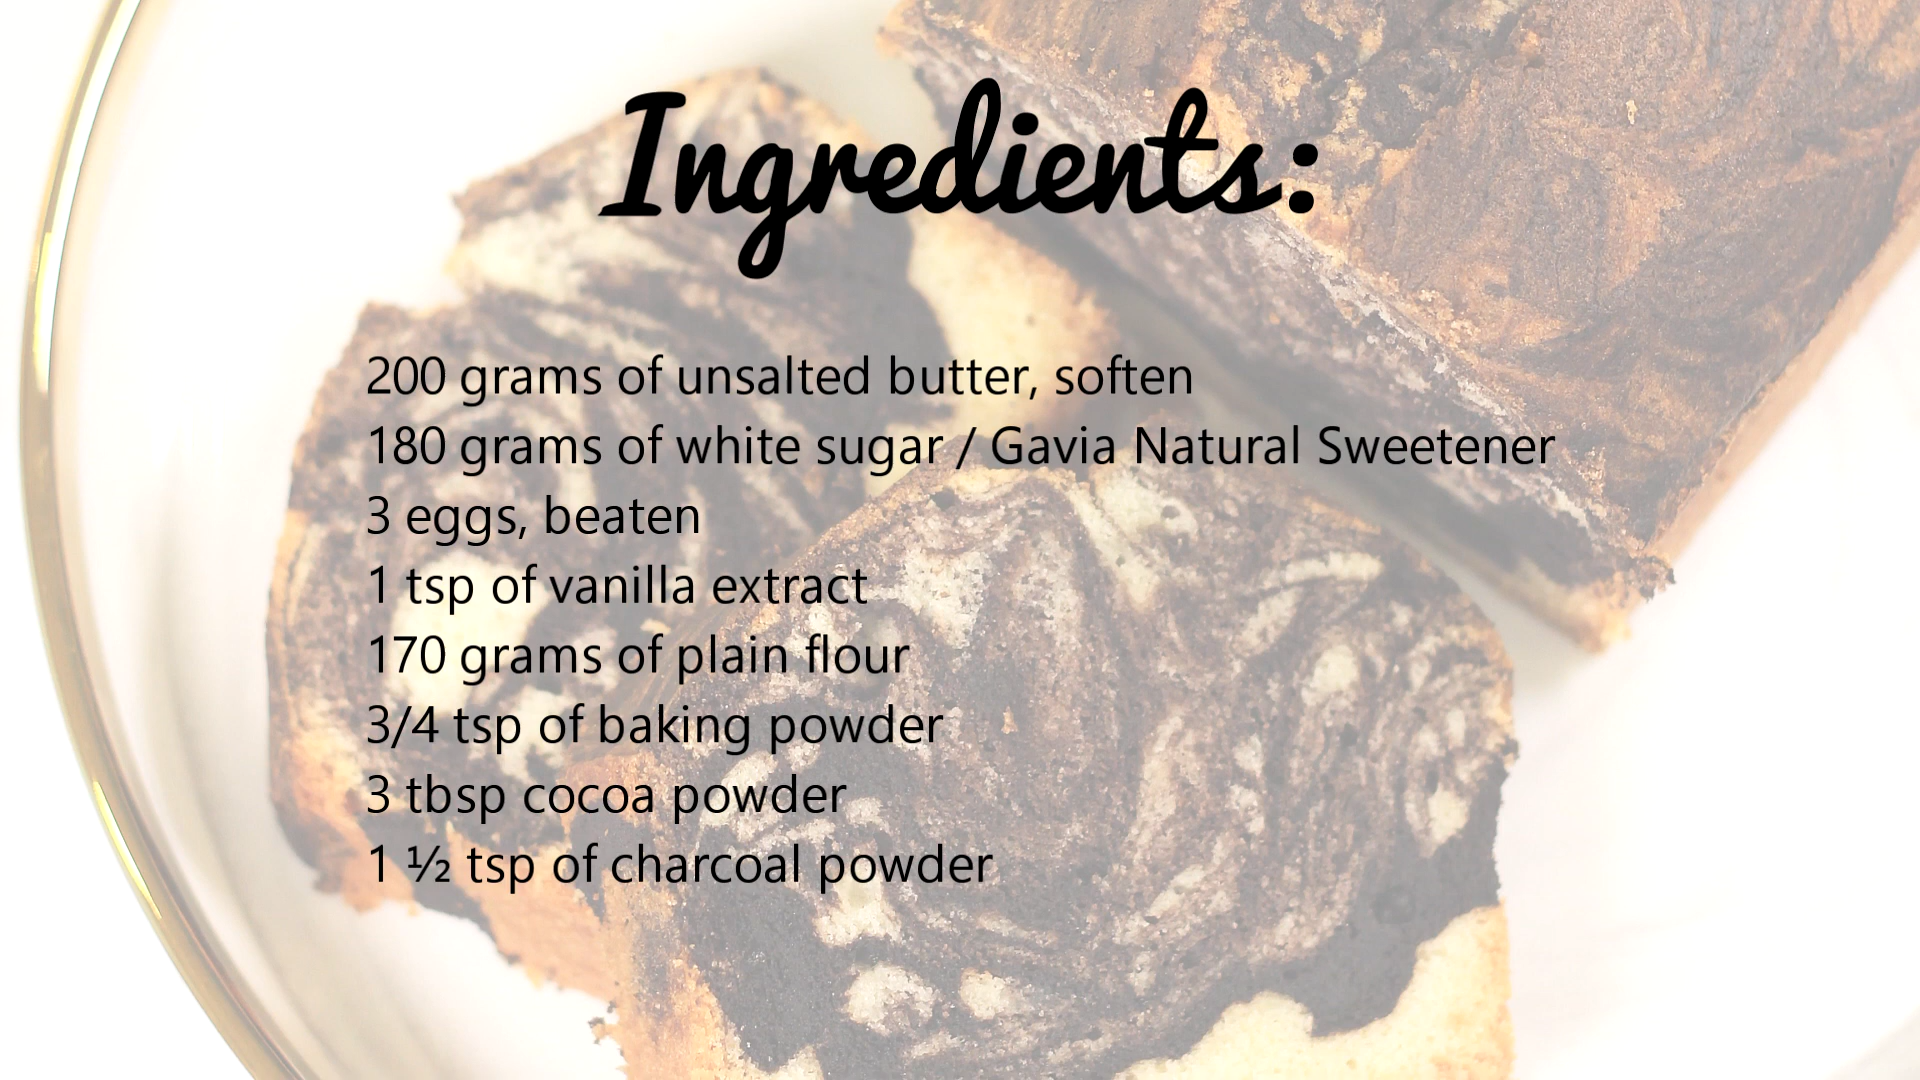 Ingredients:
200 grams of unsalted butter, soften
180 grams of white sugar / Gavia Natural Sweetener
3 eggs, beaten
1 tsp of vanilla extract
170 grams of plain flour
3/4 tsp of baking powder
3 tbsp cocoa powder
1 ½ tsp of charcoal powder